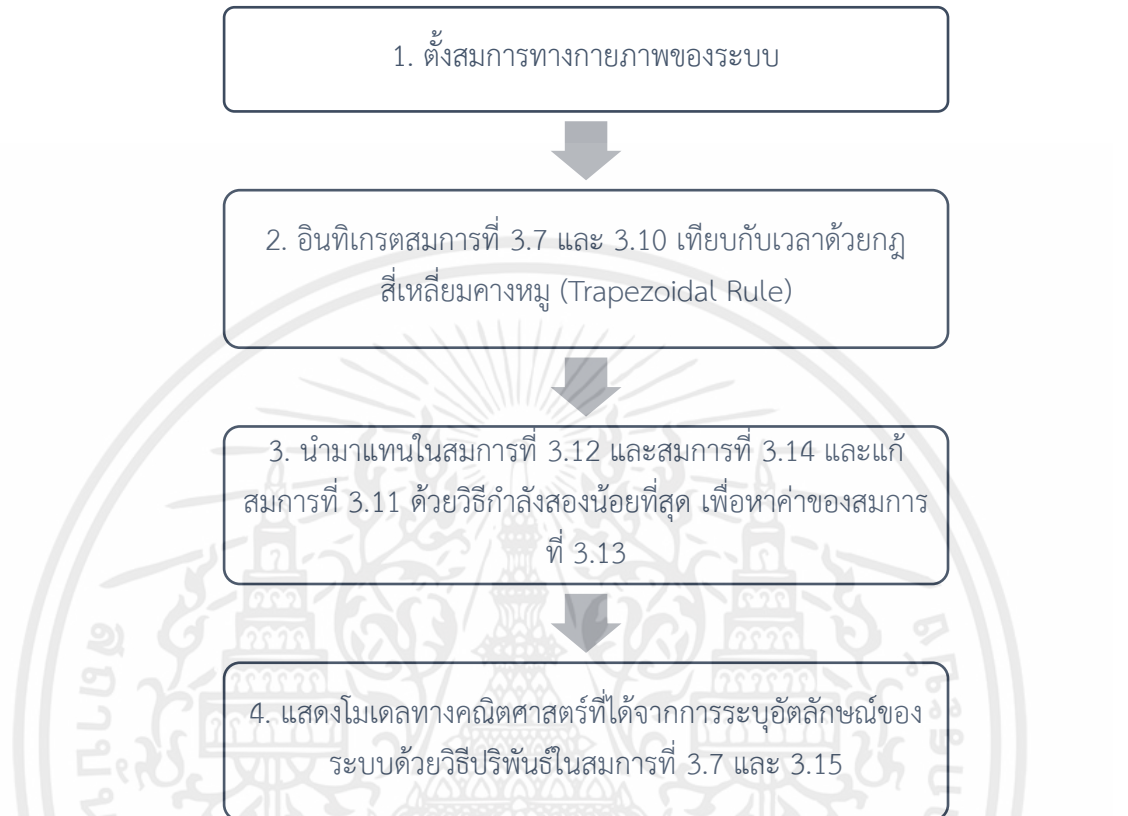 1. ตั้งสมการทางกายภาพของระบบ
2. อินทิเกรตสมการที่ 3.7 และ 3.10 เทียบกับเวลาด้วยกฎ
สี่เหลี่ยมคางหมู (Trapezoidal Rule)
3. นำมาแทนในสมการที่ 3.12 และสมการที่ 3.14 และแก้
สมการที่ 3.11 ด้วยวิธีกำลังสองน้อยที่สุด เพื่อหาค่าของสมการ
ที่ 3.13
4. แสดงโมเดลทางคณิตศาสตร์ที่ได้จากการระบุอัตลักษณ์ของ
ระบบด้วยวิธีปริพันธ์ในสมการที่ 3.7 และ 3.15